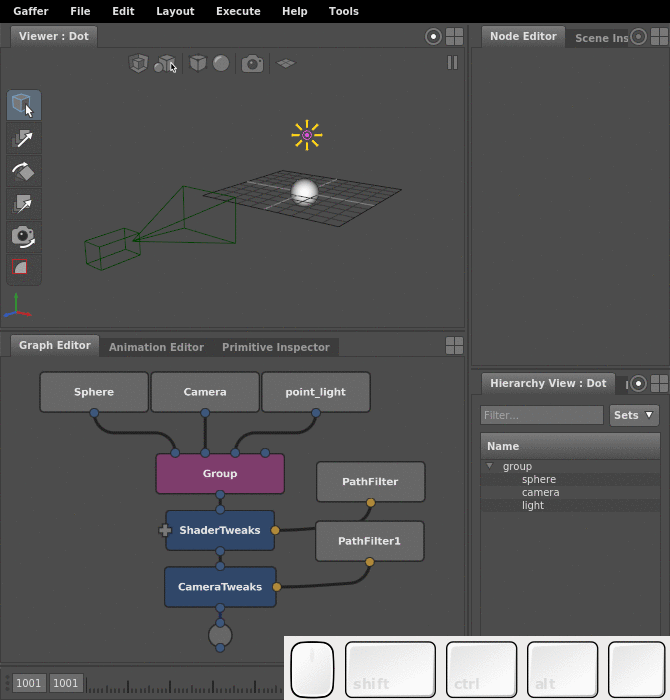 Gaffer File Edit Layout Execute Help Tools
Viewer : Dot
Node Editor Scene Ins
Graph Editor Animation Editor Primitive Inspector
Sphere Camera point_light
Group
PathFilter
ShaderTweaks
PathFilter1
CameraTweaks
Hierarchy View : Dot
Filter... Sets
Name
group
sphere
camera
light
1001 1001
shift ctrl alt